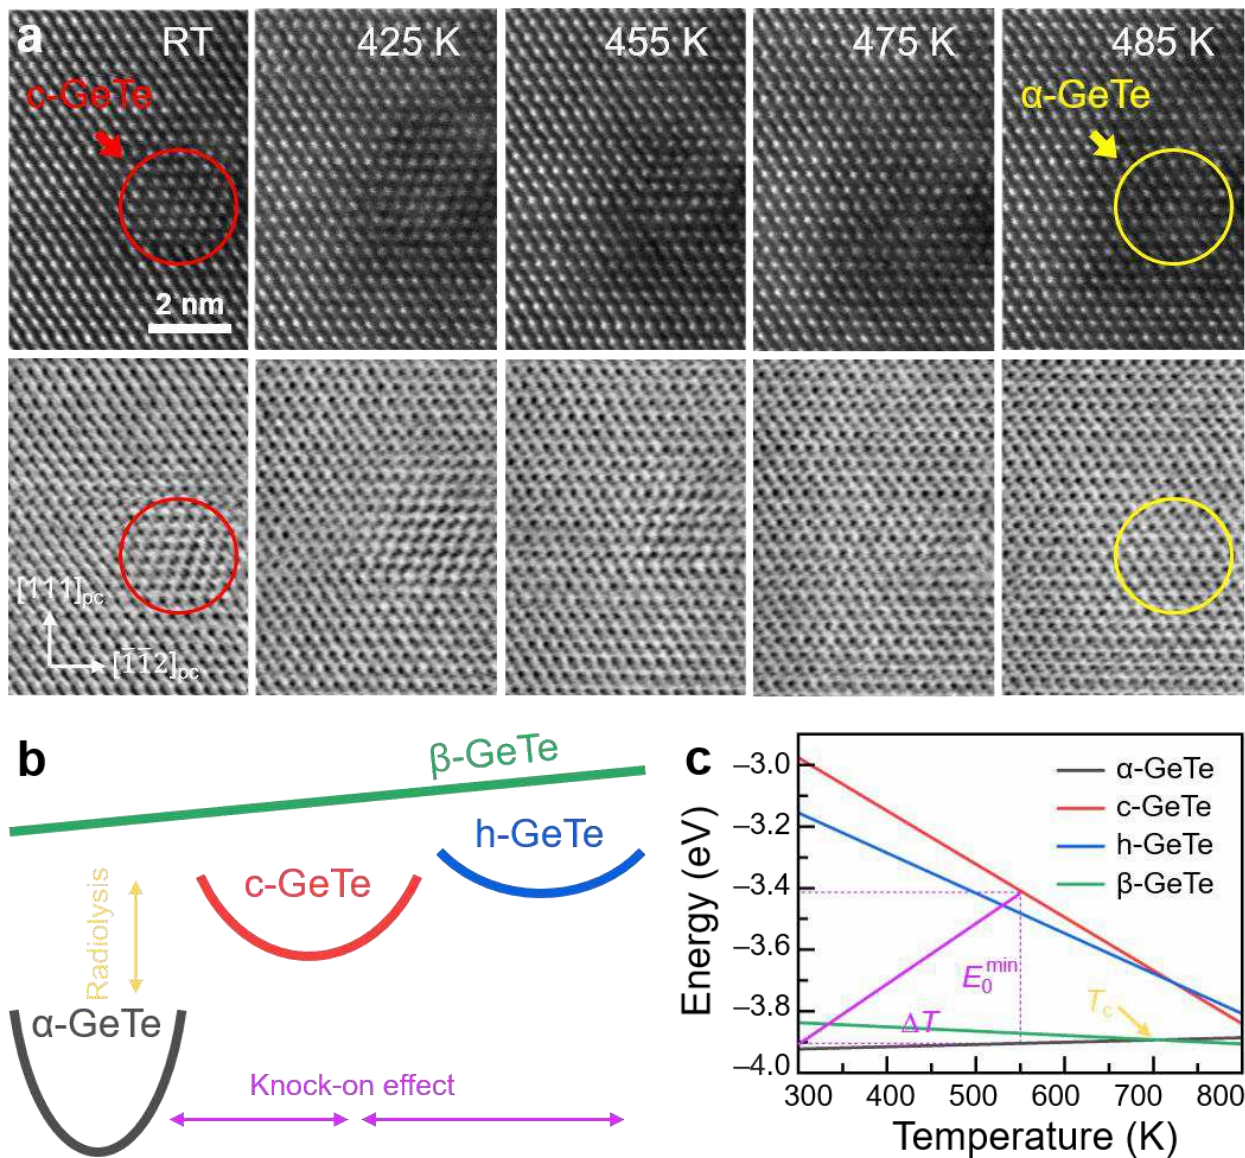 a
RT
425 K
455 K
475 K
485 K
c-GeTe
α-GeTe
2 nm
[111]pc
[1̄1̄2]pc
b
β-GeTe
h-GeTe
c-GeTe
Radiolysis
α-GeTe
Knock-on effect
c
Energy (eV)
–3.0
–3.2
–3.4
–3.6
–3.8
–4.0
α-GeTe
c-GeTe
h-GeTe
β-GeTe
E₀ᵐⁱⁿ
ΔT
Tc
300 400 500 600 700 800
Temperature (K)